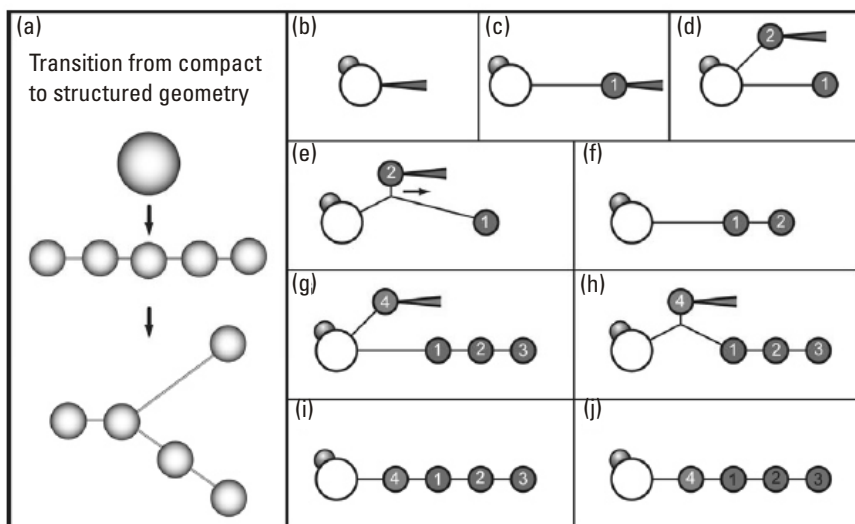 (a)
Transition from compact
to structured geometry
(b)
(c)
1
(d)
2
1
(e)
2
1
(f)
1 2
(g)
4
1 2 3
(h)
4
1 2 3
(i)
4 1 2 3
(j)
4 1 2 3